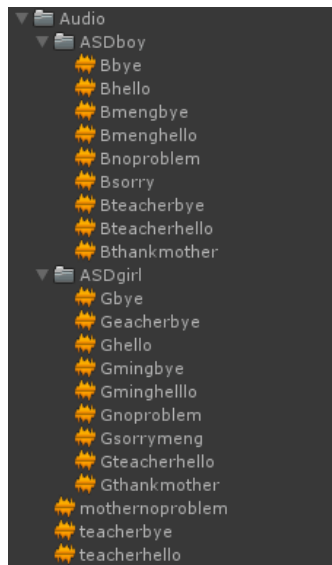 Audio
ASDboy
Bbye
Bhello
Bmengbye
Bmenghello
Bnoproblem
Bsorry
Bteacherbye
Bteacherhello
Bthankmother
ASDgirl
Gbye
Geacherbye
Ghello
Gmingbye
Gminghelllo
Gnoproblem
Gsorrymeng
Gteacherhello
Gthankmother
mothernoproblem
teacherbye
teacherhello